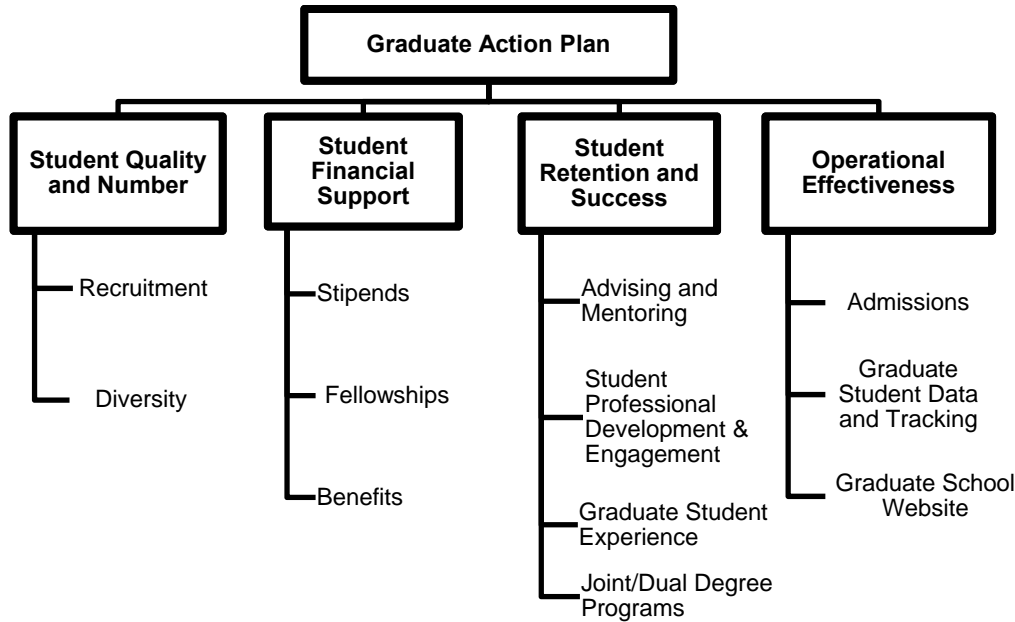 Graduate Action Plan
Student Quality
and Number
Student
Financial
Support
Student
Retention and
Success
Operational
Effectiveness
Recruitment
Diversity
Stipends
Fellowships
Benefits
Advising and
Mentoring
Student
Professional
Development &
Engagement
Graduate Student
Experience
Joint/Dual Degree
Programs
Admissions
Graduate
Student Data
and Tracking
Graduate School
Website